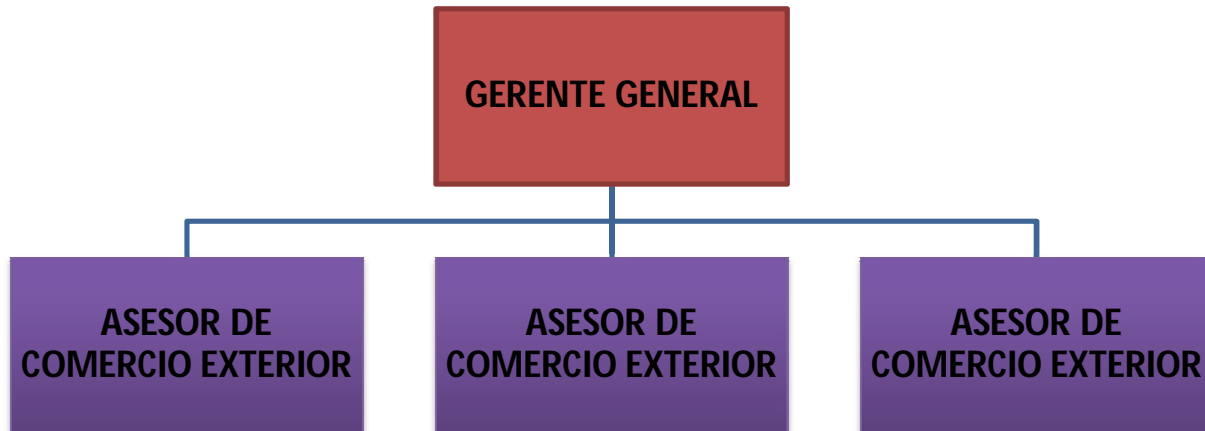 GERENTE GENERAL
ASESOR DE
COMERCIO EXTERIOR
ASESOR DE
COMERCIO EXTERIOR
ASESOR DE
COMERCIO EXTERIOR